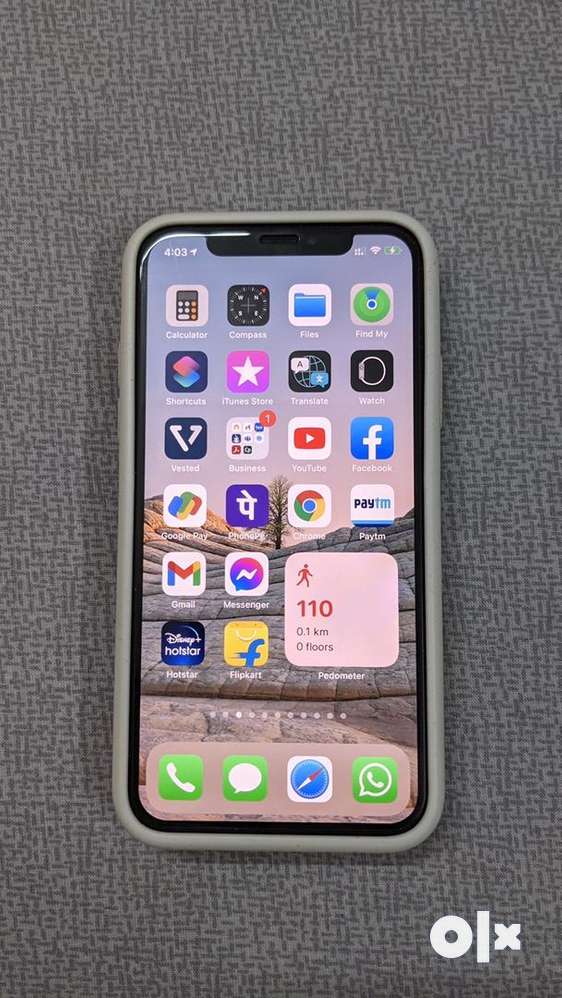 4:03
Calculator Compass Files Find My
Shortcuts iTunes Store Translate Watch
1
Vested Business YouTube Facebook
पे
Paytm
Google Pay PhonePe Chrome Paytm
110
0.1 km
0 floors
Gmail Messenger
Disney+
hotstar
Hotstar Flipkart Pedometer
olx